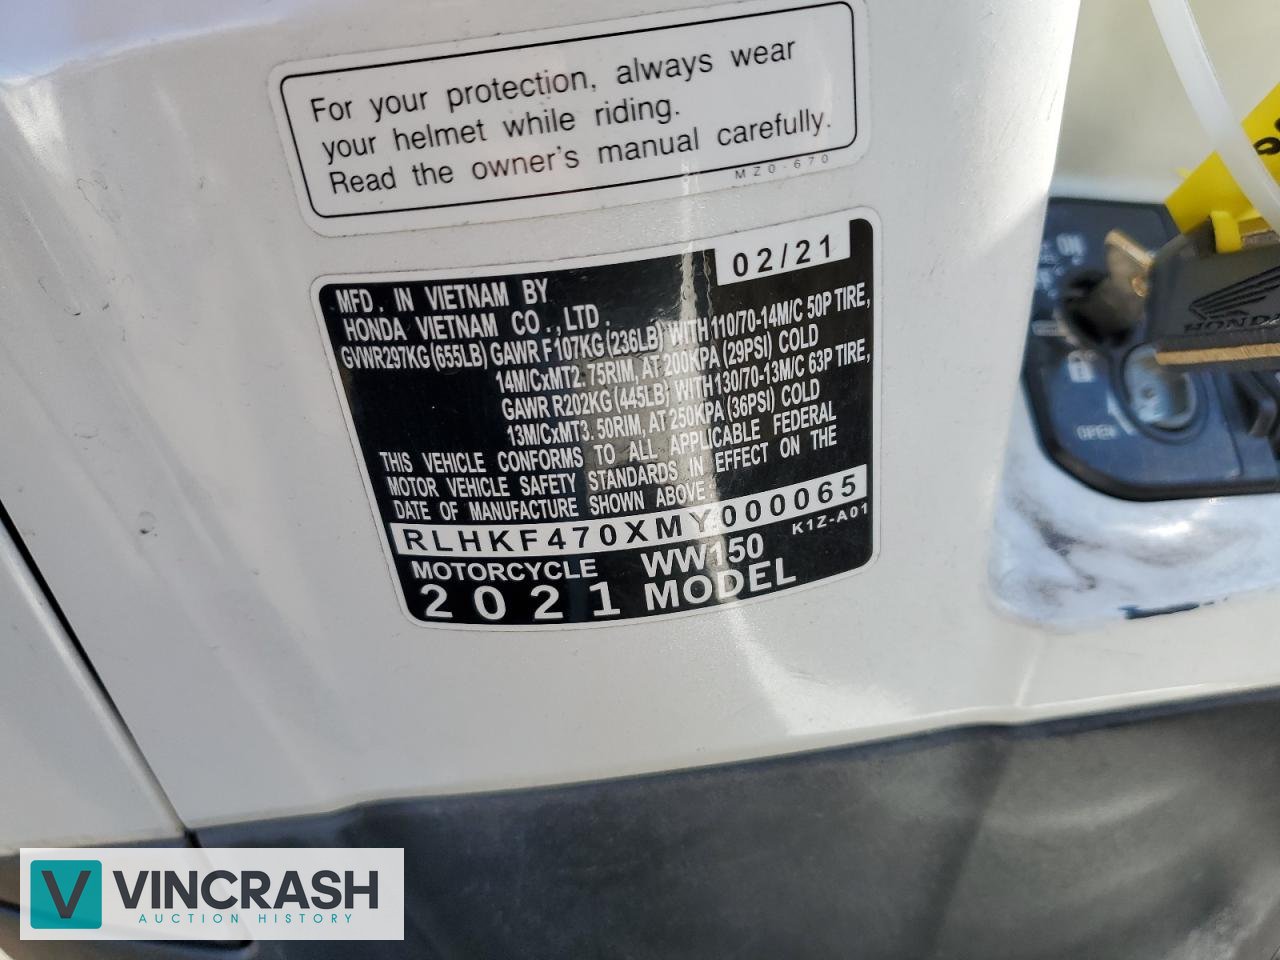 For your protection, always wear
your helmet while riding.
Read the owner's manual carefully.
MZ0-670
02/21
MFD. IN VIETNAM BY
HONDA VIETNAM CO.,LTD.
GVWR297KG(655LB) GAWR F107KG(236LB) WITH 110/70-14M/C 50P TIRE,
14M/CxMT2.75RIM, AT 200KPA(29PSI) COLD
GAWR R202KG(445LB) WITH 130/70-13M/C 63P TIRE,
13M/CxMT3.50RIM, AT 250KPA(36PSI) COLD
THIS VEHICLE CONFORMS TO ALL APPLICABLE FEDERAL
MOTOR VEHICLE SAFETY STANDARDS IN EFFECT ON THE
DATE OF MANUFACTURE SHOWN ABOVE:
RLHKF470XMY000065
K1Z-A01
MOTORCYCLE WW150
2021 MODEL
ON
HONDA
OPEN
V VINCRASH
AUCTION HISTORY